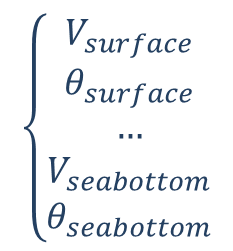 V_surface
θ_surface
...
V_seabottom
θ_seabottom